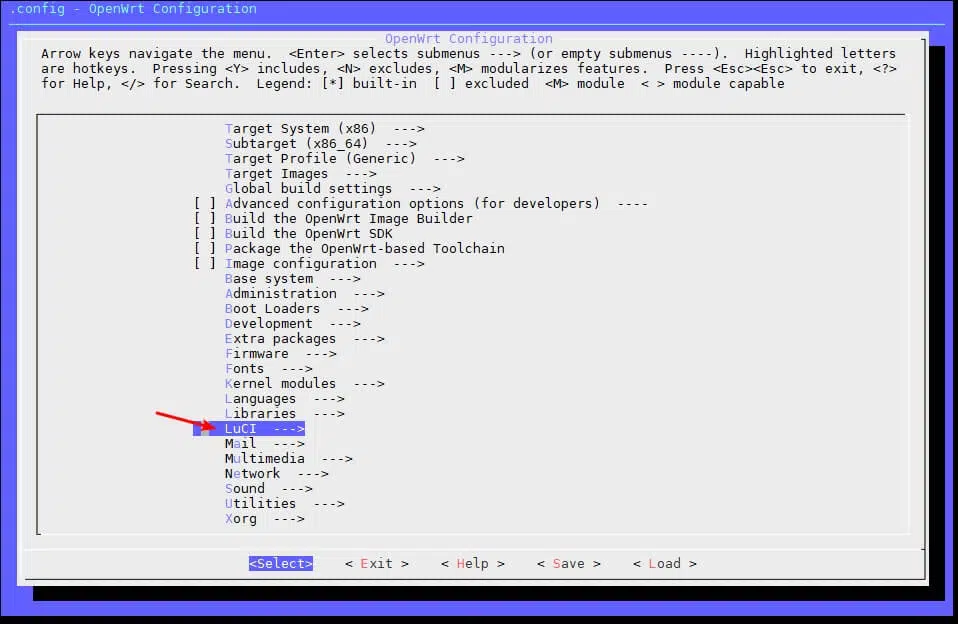 .config - OpenWrt Configuration
OpenWrt Configuration
Arrow keys navigate the menu.  <Enter> selects submenus ---> (or empty submenus ----).  Highlighted letters
are hotkeys.  Pressing <Y> includes, <N> excludes, <M> modularizes features.  Press <Esc><Esc> to exit, <?>
for Help, </> for Search.  Legend: [*] built-in  [ ] excluded  <M> module  < > module capable
Target System (x86)  --->
Subtarget (x86_64)  --->
Target Profile (Generic)  --->
Target Images  --->
Global build settings  --->
[ ] Advanced configuration options (for developers)  ----
[ ] Build the OpenWrt Image Builder
[ ] Build the OpenWrt SDK
[ ] Package the OpenWrt-based Toolchain
[ ] Image configuration  --->
Base system  --->
Administration  --->
Boot Loaders  --->
Development  --->
Extra packages  --->
Firmware  --->
Fonts  --->
Kernel modules  --->
Languages  --->
Libraries  --->
LuCI  --->
Mail  --->
Multimedia  --->
Network  --->
Sound  --->
Utilities  --->
Xorg  --->
<Select>    < Exit >    < Help >    < Save >    < Load >